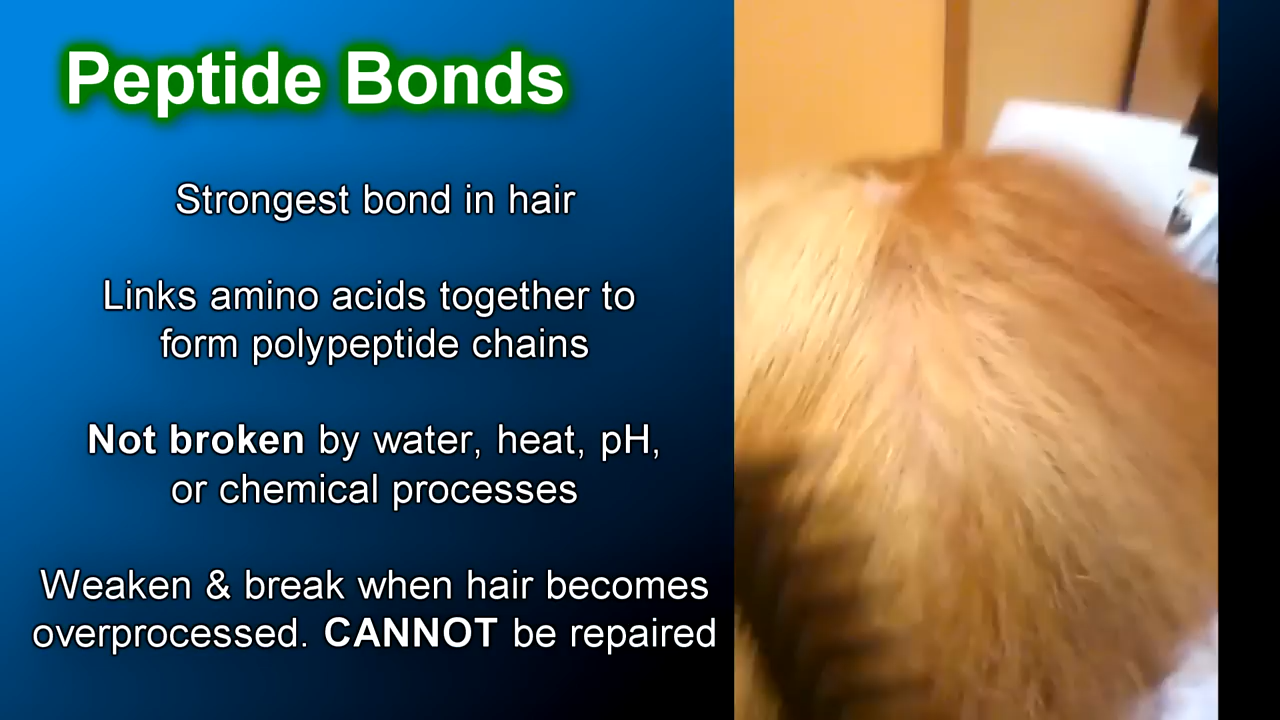 Peptide Bonds
Strongest bond in hair
Links amino acids together to
form polypeptide chains
Not broken by water, heat, pH,
or chemical processes
Weaken & break when hair becomes
overprocessed. CANNOT be repaired